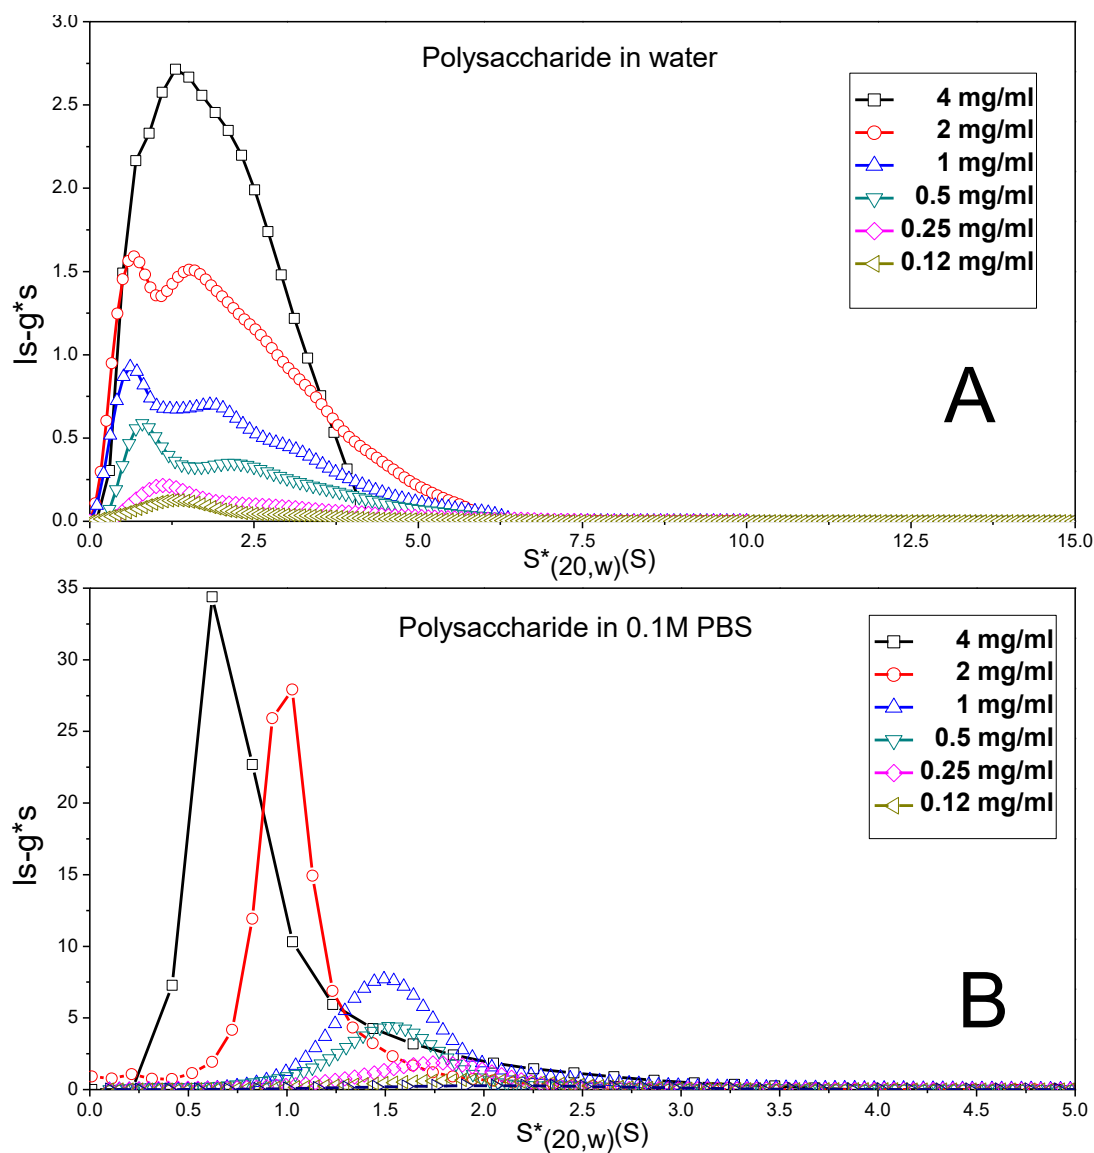 3.0
Polysaccharide in water
4 mg/ml
2.5
2 mg/ml
1 mg/ml
2.0
0.5 mg/ml
0.25 mg/ml
1.5
0.12 mg/ml
ls-g*s
1.0
A
0.5
0.0
0.0 2.5 5.0 7.5 10.0 12.5 15.0
S*(20,w)(S)
35
Polysaccharide in 0.1M PBS
4 mg/ml
30
2 mg/ml
1 mg/ml
25
0.5 mg/ml
0.25 mg/ml
20
0.12 mg/ml
ls-g*s
15
10
B
5
0
0.0 0.5 1.0 1.5 2.0 2.5 3.0 3.5 4.0 4.5 5.0
S*(20,w)(S)